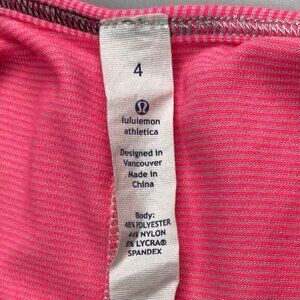 4
lululemon
athletica
Designed in
Vancouver
Made in
China
Body:
48% POLYESTER
44% NYLON
8% LYCRA®
SPANDEX